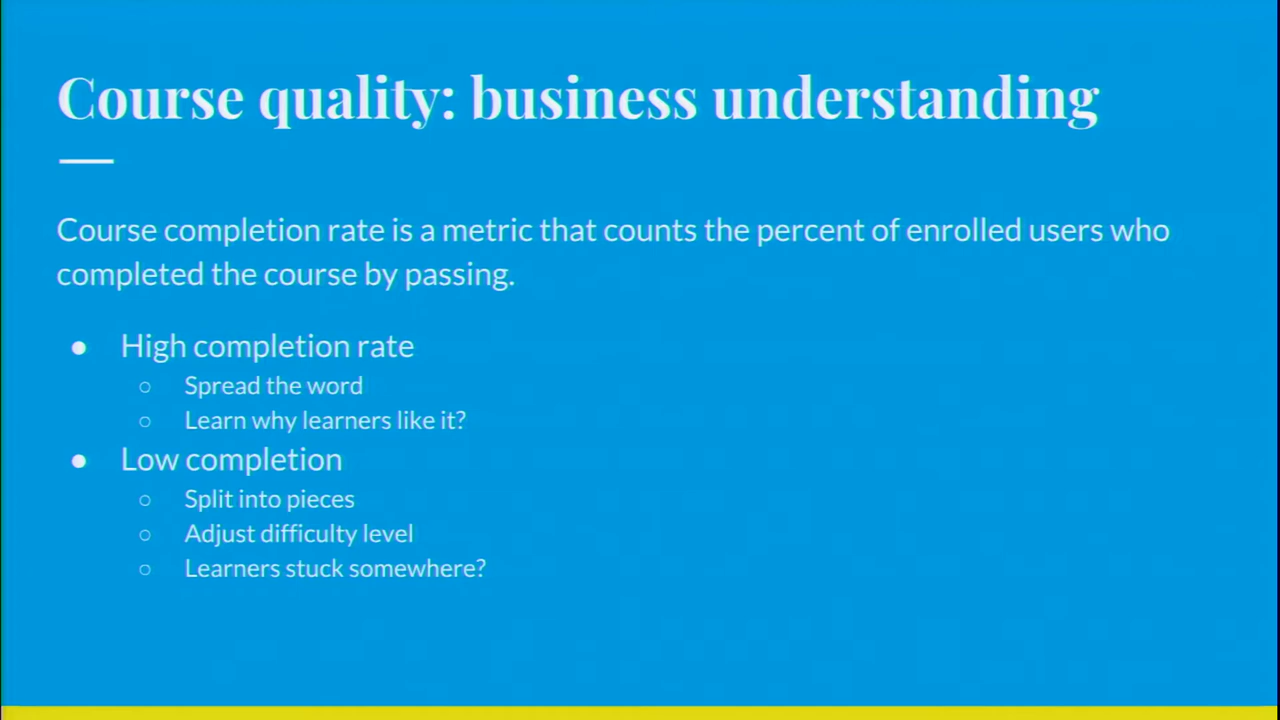 Course quality: business understanding
Course completion rate is a metric that counts the percent of enrolled users who
completed the course by passing.
● High completion rate
○ Spread the word
○ Learn why learners like it?
● Low completion
○ Split into pieces
○ Adjust difficulty level
○ Learners stuck somewhere?